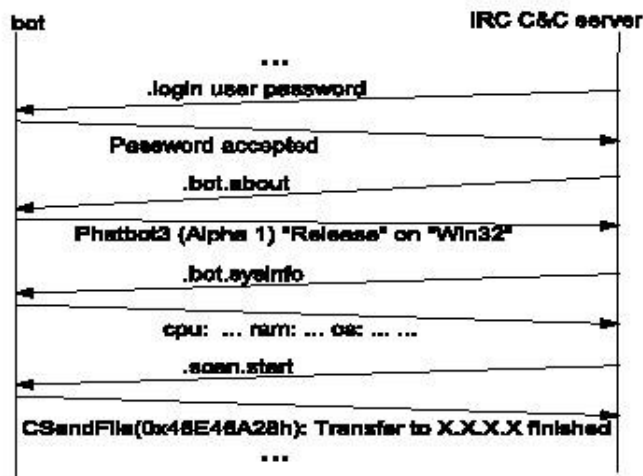 bot
IRC C&C server
...
.login user password
Password accepted
.bot.about
Phatbot3 (Alpha 1) "Release" on "Win32"
.bot.sysinfo
cpu: ... ram: ... os: ... ...
.scan.start
CSendFile(0x46E46A28h): Transfer to X.X.X.X finished
...